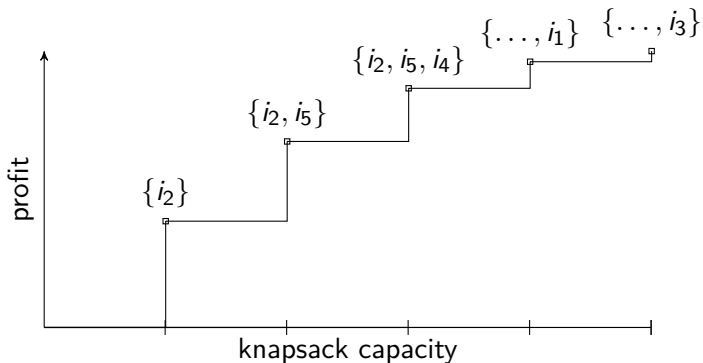 {..., i₃}
{..., i₁}
{i₂, i₅, i₄}
{i₂, i₅}
{i₂}
profit
knapsack capacity